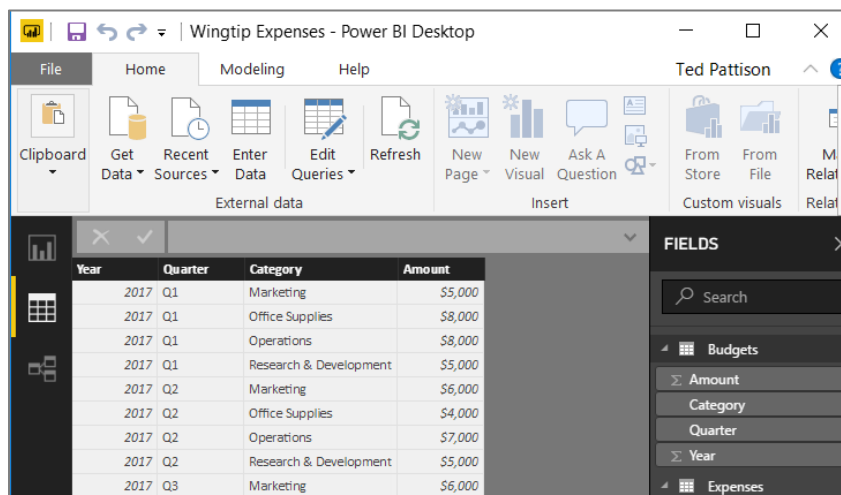 Wingtip Expenses - Power BI Desktop
File Home Modeling Help Ted Pattison
Clipboard
Get Data
Recent Sources
Enter Data
Edit Queries
Refresh
New Page
New Visual
Ask A Question
From Store
From File
External data Insert Custom visuals
FIELDS
Search
Year Quarter Category Amount
2017 Q1 Marketing $5,000
2017 Q1 Office Supplies $8,000
2017 Q1 Operations $8,000
2017 Q1 Research & Development $5,000
2017 Q2 Marketing $6,000
2017 Q2 Office Supplies $4,000
2017 Q2 Operations $7,000
2017 Q2 Research & Development $5,000
2017 Q3 Marketing $6,000
Budgets
Amount
Category
Quarter
Year
Expenses